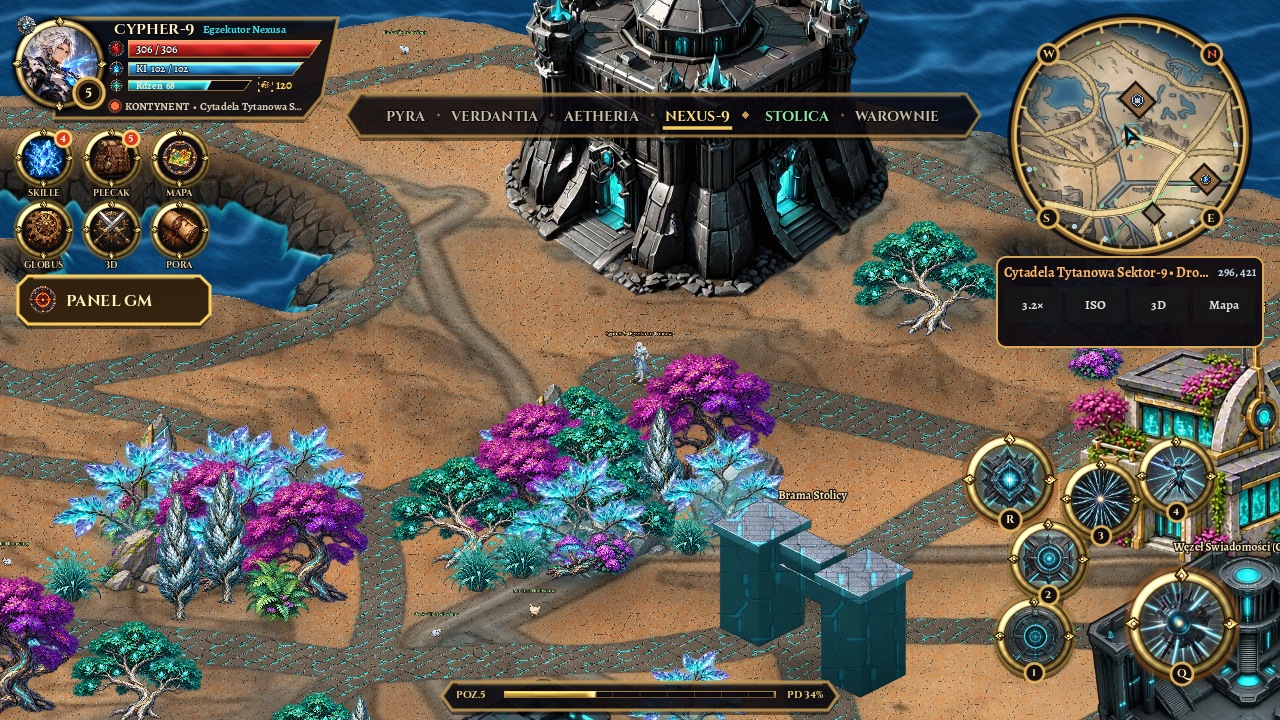 CYPHER-9 Egzekutor Nexusa
306 / 306
KI 102 / 102
Rdzeń 68
120
5
KONTYNENT • Cytadela Tytanowa S...
4
5
SKILLE
PLECAK
MAPA
GLOBUS
3D
PORA
PANEL GM
PYRA
VERDANTIA
AETHERIA
NEXUS-9
STOLICA
WAROWNIE
W
N
S
E
Cytadela Tytanowa Sektor-9 • Dro... 296,421
3.2×
ISO
3D
Mapa
Brama Stolicy
Węzeł Świadomości (C
R
4
3
2
1
Q
POZ.5
PD 34%